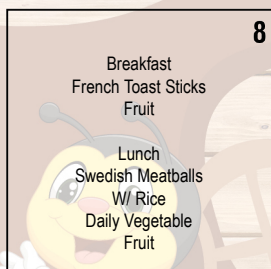 8
Breakfast
French Toast Sticks
Fruit
Lunch
Swedish Meatballs
W/ Rice
Daily Vegetable
Fruit